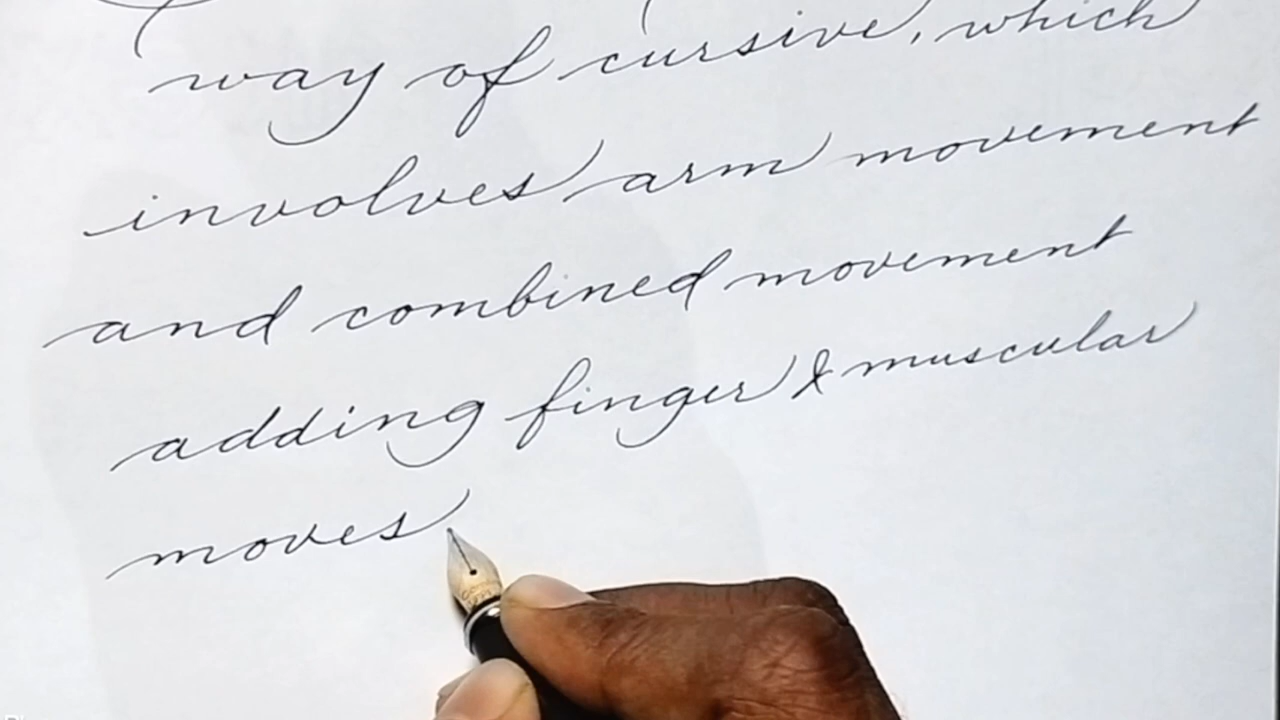 way of cursive, which
involves arm movement
and combined movement
adding finger & muscular
moves